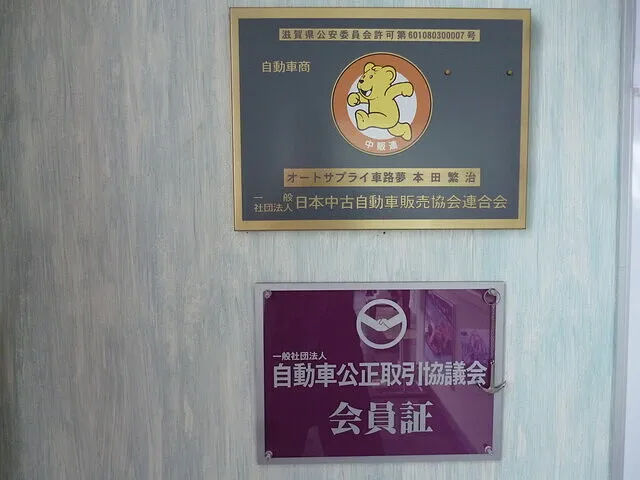 滋賀県公安委員会許可第601080300007号
自動車商
中販連
オートサプライ車路夢 本田繁治
一般社団法人 日本中古自動車販売協会連合会
一般社団法人
自動車公正取引協議会
会員証